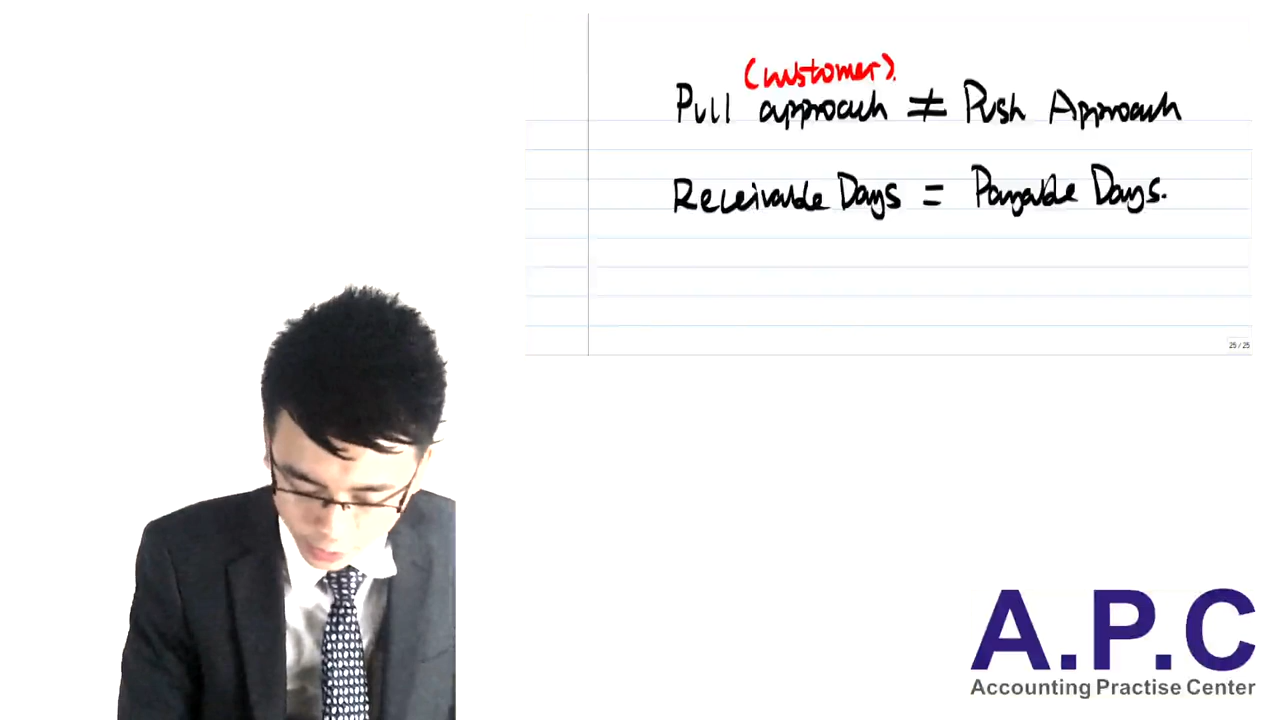 (customer).
Pull approach ≠ Push Approach
Receivable Days = Payable Days.
25 / 25
A.P.C
Accounting Practise Center